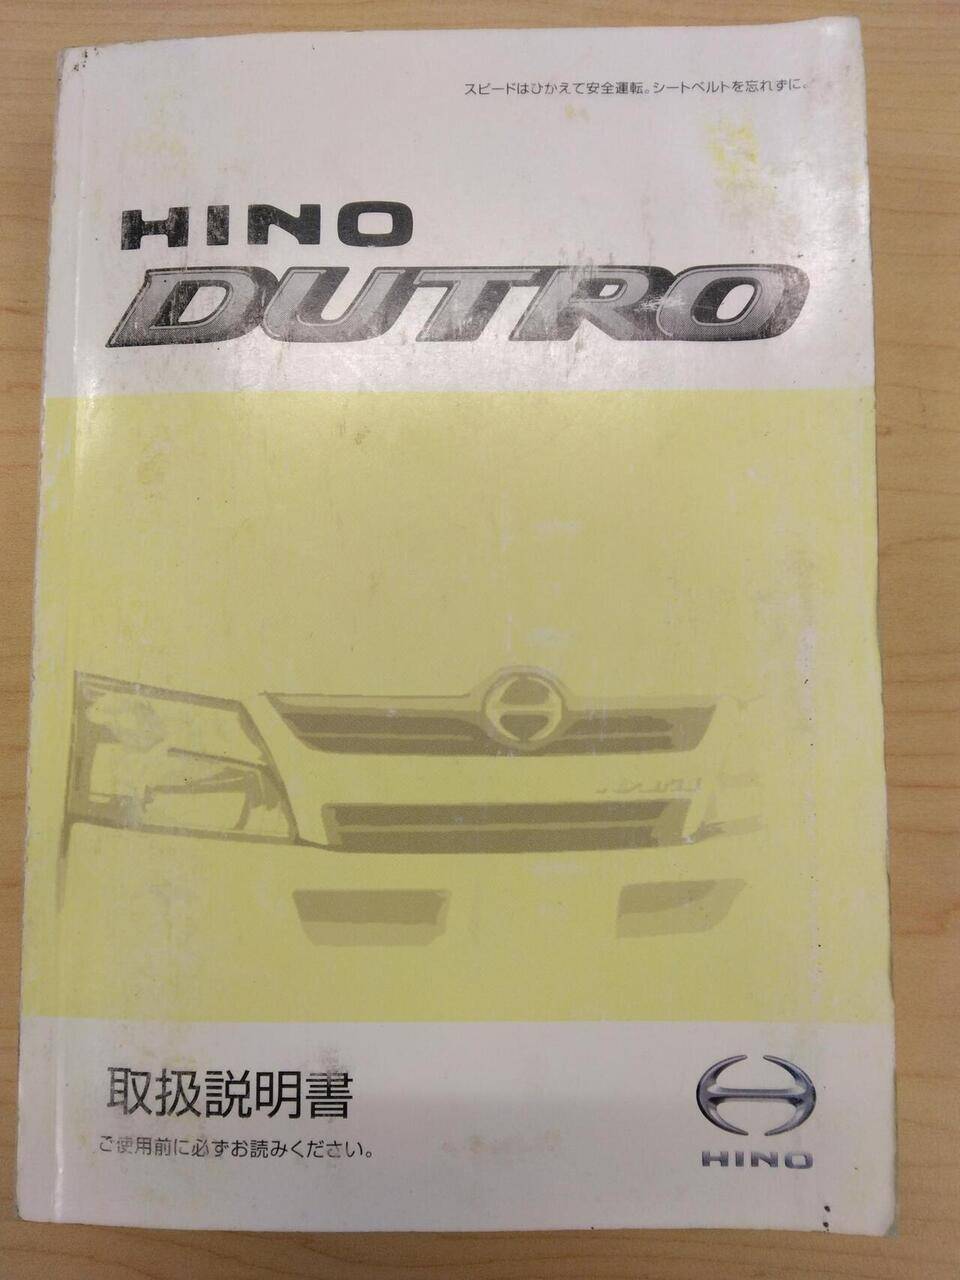 スピードはひかえて安全運転。シートベルトを忘れずに。
HINO
DUTRO
取扱説明書
ご使用前に必ずお読みください。
HINO